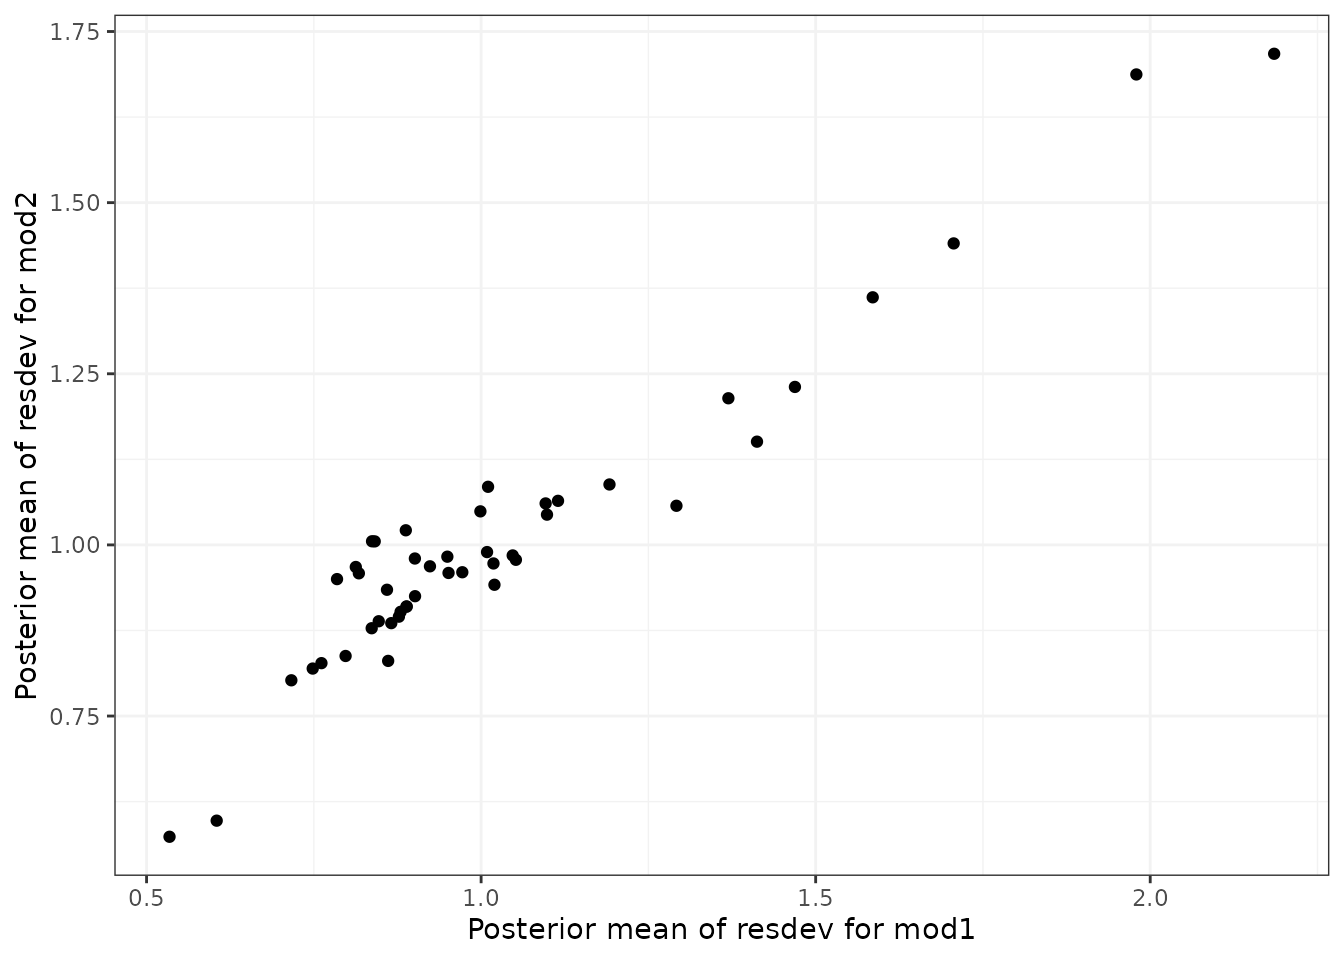 Posterior mean of resdev for mod2
1.75
1.50
1.25
1.00
0.75
0.5 1.0 1.5 2.0
Posterior mean of resdev for mod1